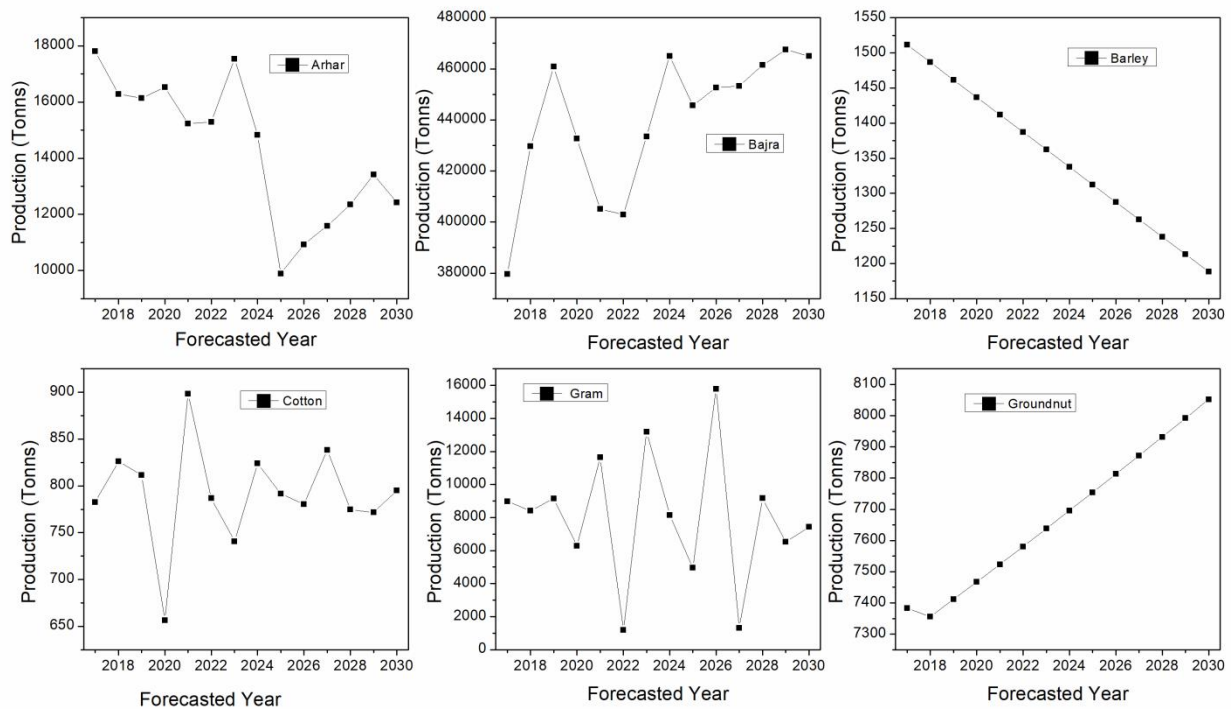 Production (Tonns)
18000
16000
14000
12000
10000
Arhar
2018 2020 2022 2024 2026 2028 2030
Forecasted Year
Production (Tonns)
480000
460000
440000
420000
400000
380000
Bajra
2018 2020 2022 2024 2026 2028 2030
Forecasted Year
Production (Tonns)
1550
1500
1450
1400
1350
1300
1250
1200
1150
Barley
2018 2020 2022 2024 2026 2028 2030
Forecasted Year
Production (Tonns)
900
850
800
750
700
650
Cotton
2018 2020 2022 2024 2026 2028 2030
Forecasted Year
Production (Tonns)
16000
14000
12000
10000
8000
6000
4000
2000
0
Gram
2018 2020 2022 2024 2026 2028 2030
Forecasted Year
Production (Tonns)
8100
8000
7900
7800
7700
7600
7500
7400
7300
Groundnut
2018 2020 2022 2024 2026 2028 2030
Forecasted Year